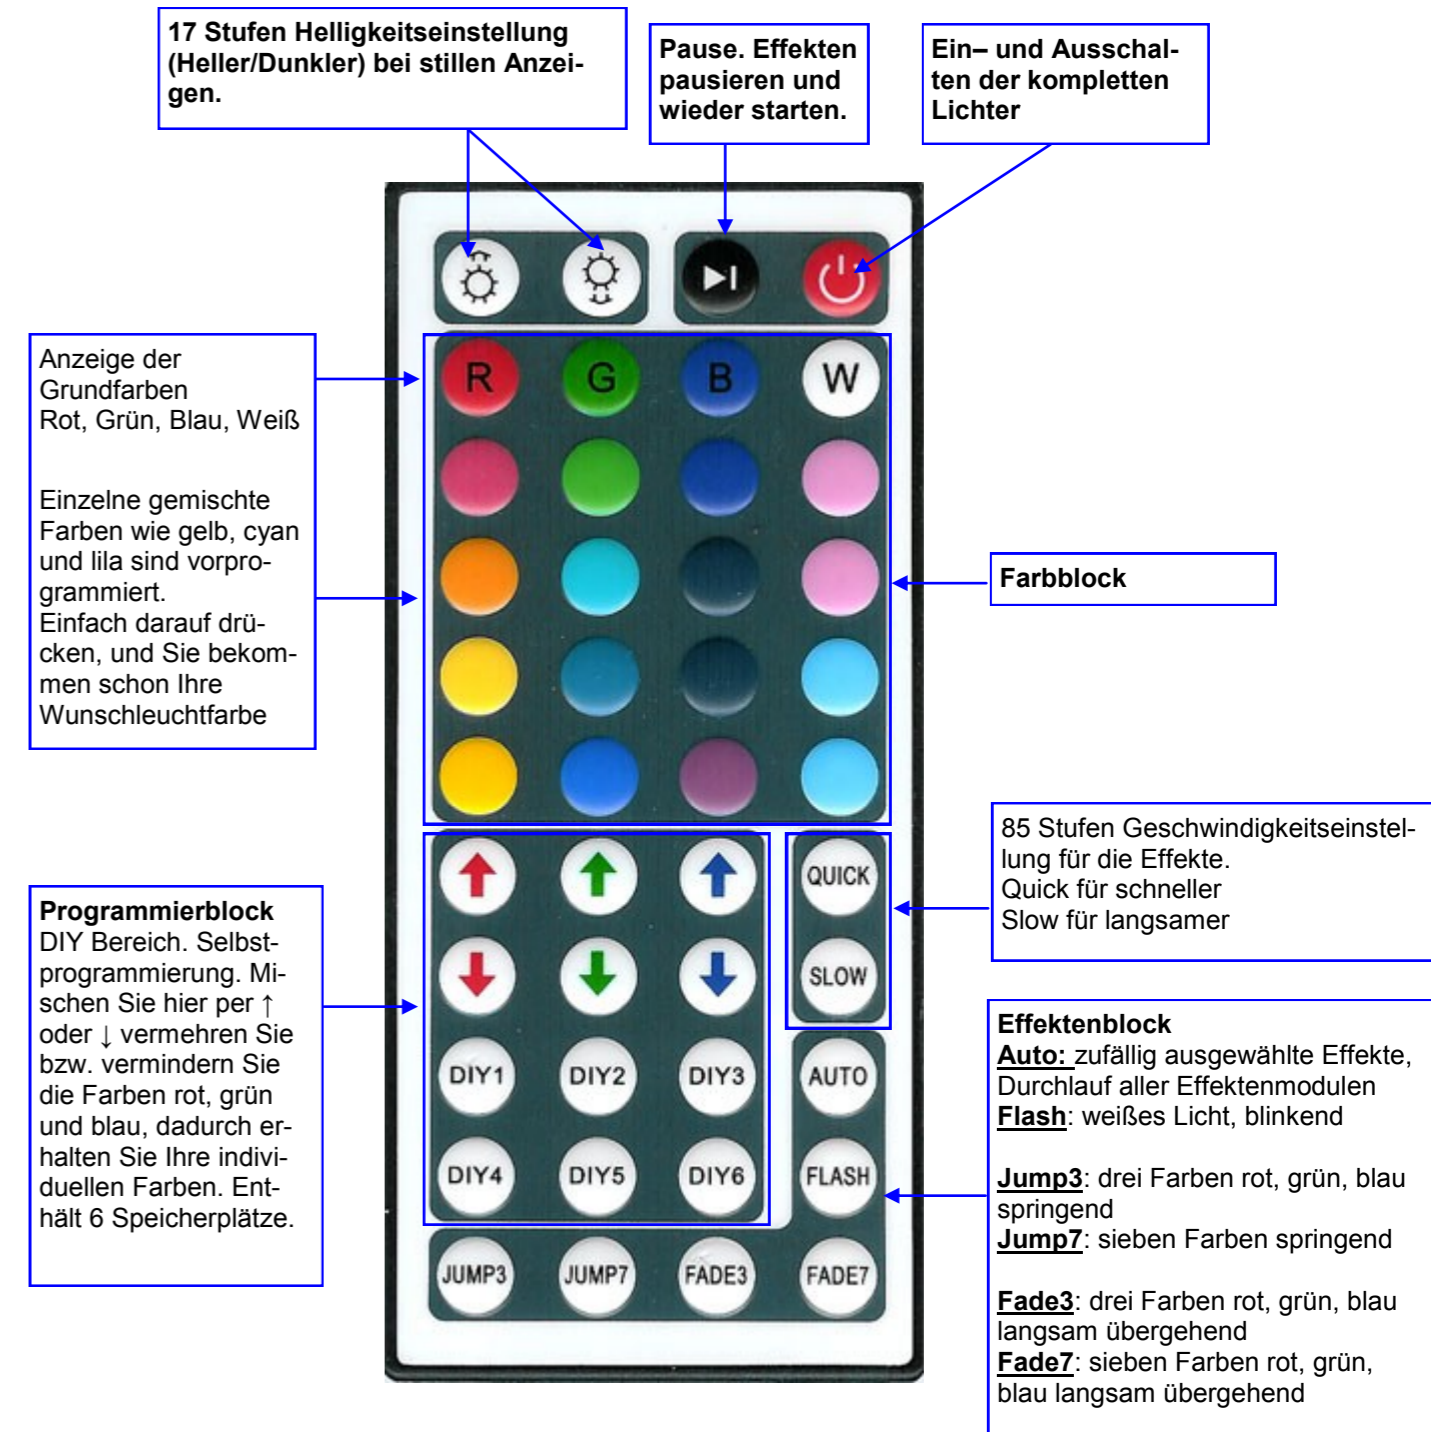 17 Stufen Helligkeitseinstellung
(Heller/Dunkler) bei stillen Anzei-
gen.
Pause. Effekten
pausieren und
wieder starten.
Ein– und Ausschal-
ten der kompletten
Lichter
Anzeige der
Grundfarben
Rot, Grün, Blau, Weiß
Einzelne gemischte
Farben wie gelb, cyan
und lila sind vorpro-
grammiert.
Einfach darauf drü-
cken, und Sie bekom-
men schon Ihre
Wunschleuchtfarbe
R G B W
Farbblock
85 Stufen Geschwindigkeitseinstel-
lung für die Effekte.
Quick für schneller
Slow für langsamer
Programmierblock
DIY Bereich. Selbst-
programmierung. Mi-
schen Sie hier per ↑
oder ↓ vermehren Sie
bzw. vermindern Sie
die Farben rot, grün
und blau, dadurch er-
halten Sie Ihre indivi-
duellen Farben. Ent-
hält 6 Speicherplätze.
QUICK
SLOW
DIY1 DIY2 DIY3 AUTO
DIY4 DIY5 DIY6 FLASH
JUMP3 JUMP7 FADE3 FADE7
Effektenblock
Auto: zufällig ausgewählte Effekte,
Durchlauf aller Effektenmodulen
Flash: weißes Licht, blinkend
Jump3: drei Farben rot, grün, blau
springend
Jump7: sieben Farben springend
Fade3: drei Farben rot, grün, blau
langsam übergehend
Fade7: sieben Farben rot, grün,
blau langsam übergehend